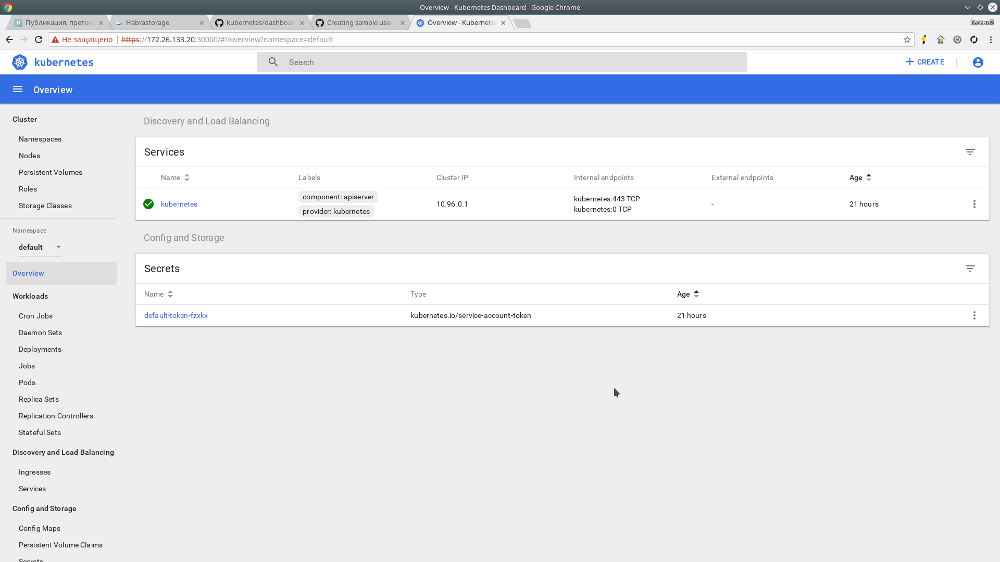 Overview - Kubernetes Dashboard - Google Chrome
Публикация, претен
Habrastorage
kubernetes/dashboar
Creating sample user
Overview - Kubernete
Евгений
Не защищено
https://172.26.133.20:30000/#!/overview?namespace=default
kubernetes
Search
CREATE
Overview
Cluster
Namespaces
Nodes
Persistent Volumes
Roles
Storage Classes
Namespace
default
Overview
Workloads
Cron Jobs
Daemon Sets
Deployments
Jobs
Pods
Replica Sets
Replication Controllers
Stateful Sets
Discovery and Load Balancing
Ingresses
Services
Config and Storage
Config Maps
Persistent Volume Claims
Secrets
Discovery and Load Balancing
Services
Name Labels Cluster IP Internal endpoints External endpoints Age
kubernetes component: apiserver provider: kubernetes 10.96.0.1 kubernetes:443 TCP kubernetes:0 TCP - 21 hours
Config and Storage
Secrets
Name Type Age
default-token-fzxkx kubernetes.io/service-account-token 21 hours